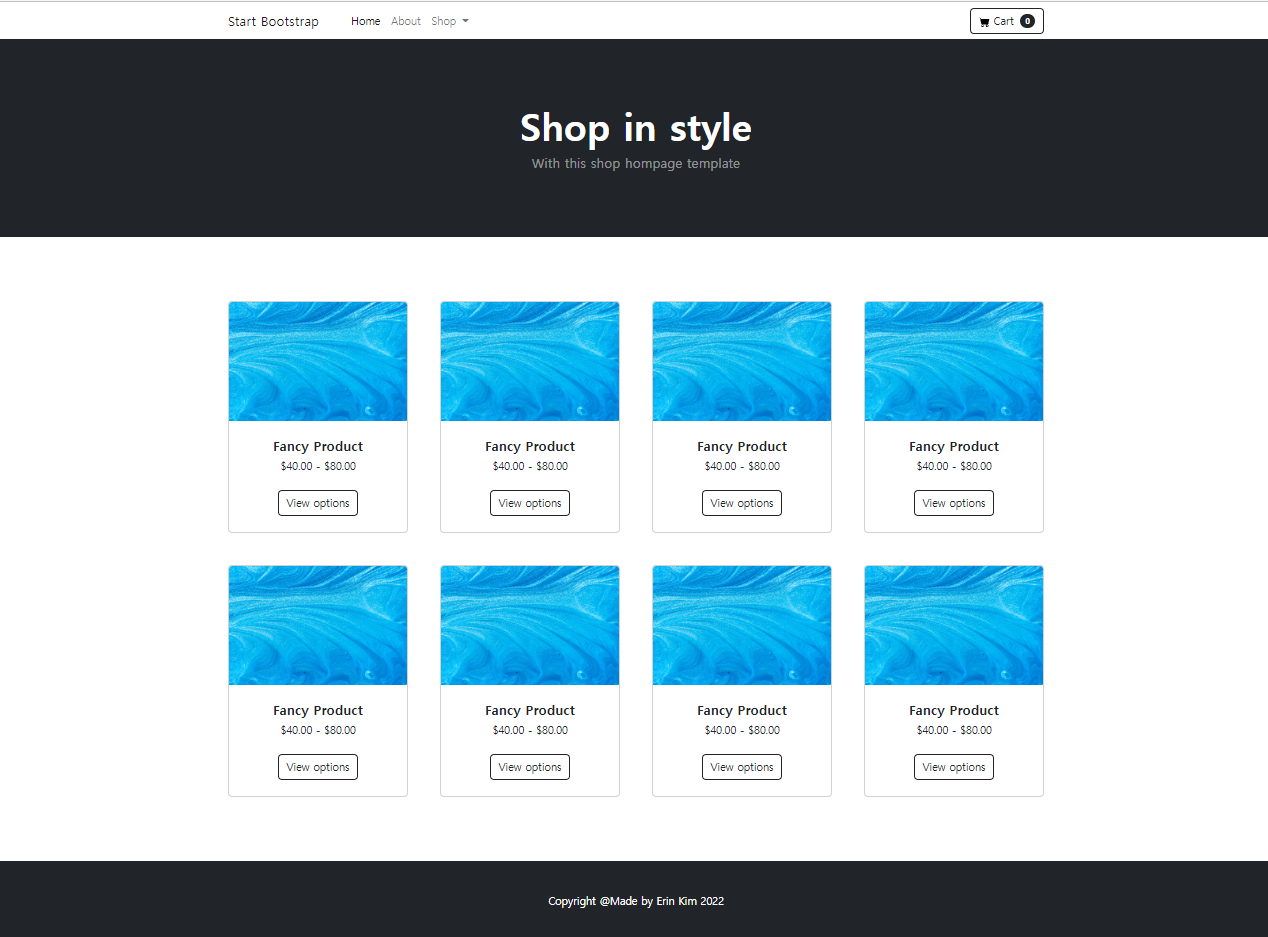 Start Bootstrap Home About Shop Cart 0
Shop in style
With this shop hompage template
Fancy Product Fancy Product Fancy Product Fancy Product
$40.00 - $80.00 $40.00 - $80.00 $40.00 - $80.00 $40.00 - $80.00
View options View options View options View options
Fancy Product Fancy Product Fancy Product Fancy Product
$40.00 - $80.00 $40.00 - $80.00 $40.00 - $80.00 $40.00 - $80.00
View options View options View options View options
Copyright @Made by Erin Kim 2022